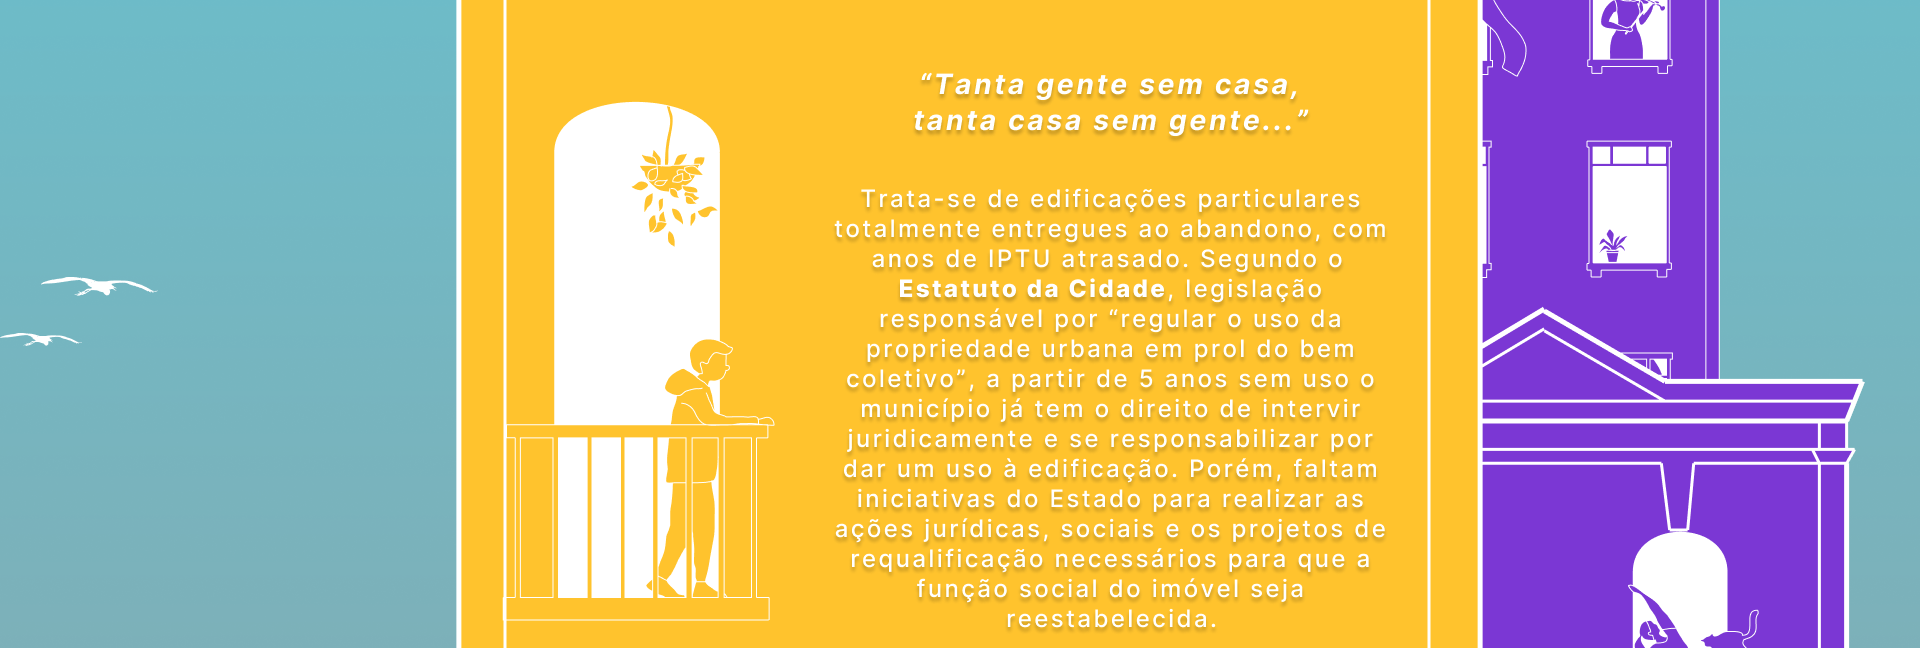 “Tanta gente sem casa,
tanta casa sem gente...”
Trata-se de edificações particulares
totalmente entregues ao abandono, com
anos de IPTU atrasado. Segundo o
Estatuto da Cidade, legislação
responsável por “regular o uso da
propriedade urbana em prol do bem
coletivo”, a partir de 5 anos sem uso o
município já tem o direito de intervir
juridicamente e se responsabilizar por
dar um uso à edificação. Porém, faltam
iniciativas do Estado para realizar as
ações jurídicas, sociais e os projetos de
requalificação necessários para que a
função social do imóvel seja
reestabelecida.